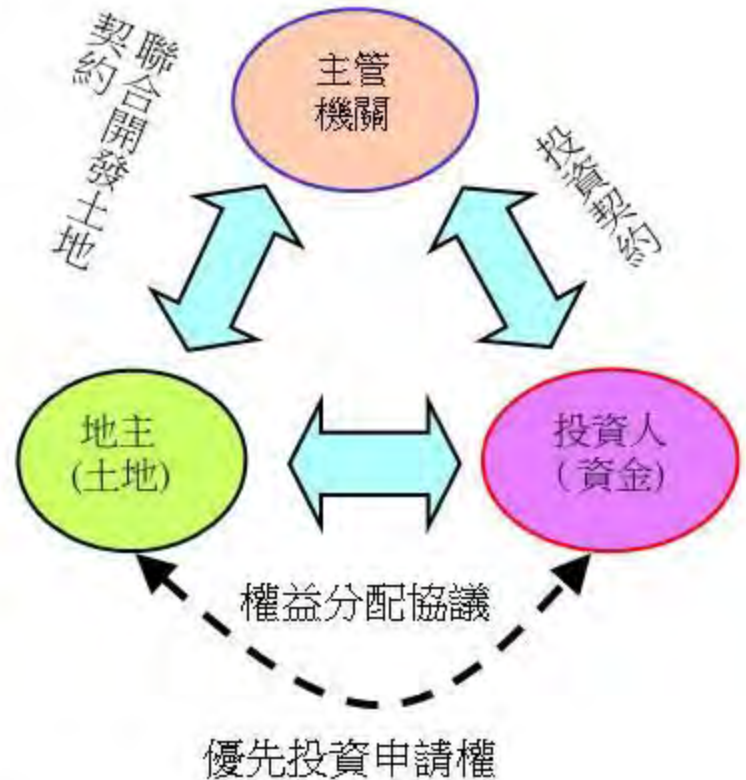 主管
機關
聯合開發土地
契約
投資契約
地主
(土地)
投資人
( 資金)
權益分配協議
優先投資申請權